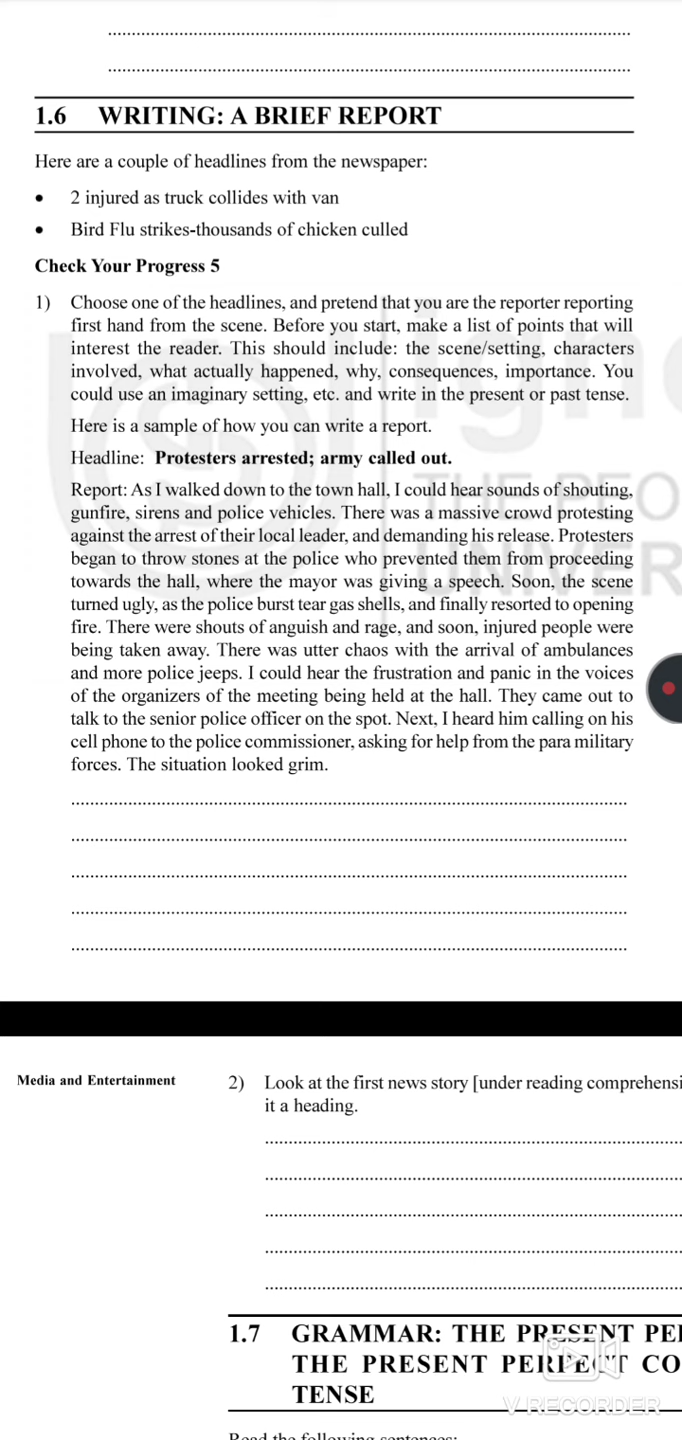 1.6 WRITING: A BRIEF REPORT
Here are a couple of headlines from the newspaper:
• 2 injured as truck collides with van
• Bird Flu strikes-thousands of chicken culled
Check Your Progress 5
1) Choose one of the headlines, and pretend that you are the reporter reporting
first hand from the scene. Before you start, make a list of points that will
interest the reader. This should include: the scene/setting, characters
involved, what actually happened, why, consequences, importance. You
could use an imaginary setting, etc. and write in the present or past tense.
Here is a sample of how you can write a report.
Headline: Protesters arrested; army called out.
Report: As I walked down to the town hall, I could hear sounds of shouting,
gunfire, sirens and police vehicles. There was a massive crowd protesting
against the arrest of their local leader, and demanding his release. Protesters
began to throw stones at the police who prevented them from proceeding
towards the hall, where the mayor was giving a speech. Soon, the scene
turned ugly, as the police burst tear gas shells, and finally resorted to opening
fire. There were shouts of anguish and rage, and soon, injured people were
being taken away. There was utter chaos with the arrival of ambulances
and more police jeeps. I could hear the frustration and panic in the voices
of the organizers of the meeting being held at the hall. They came out to
talk to the senior police officer on the spot. Next, I heard him calling on his
cell phone to the police commissioner, asking for help from the para military
forces. The situation looked grim.
ign
THE PEO
UNIVER
Media and Entertainment
2) Look at the first news story [under reading comprehensi
it a heading.
1.7 GRAMMAR: THE PRESENT PE
THE PRESENT PERFECT CO
TENSE
V RECORDER
Read the following sentences: